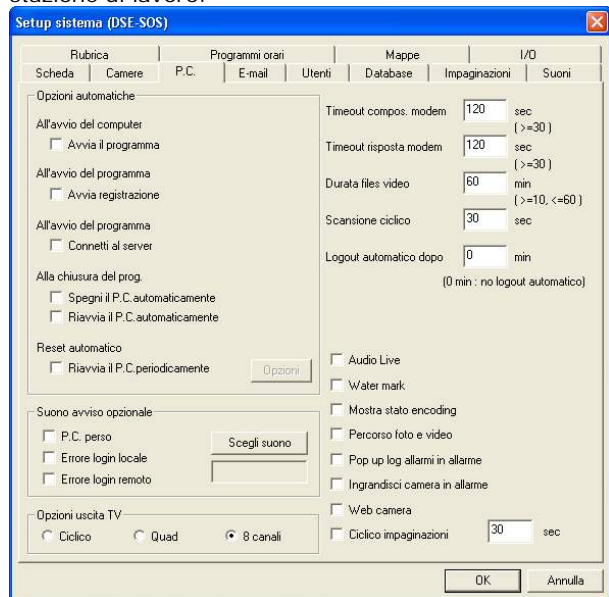 stazione di lavoro.
Setup sistema (DSE-SOS)
Rubrica Programmi orari Mappe I/O
Scheda Camere P.C. E-mail Utenti Database Impaginazioni Suoni
Opzioni automatiche
All'avvio del computer
Avvia il programma
All'avvio del programma
Avvia registrazione
All'avvio del programma
Connetti al server
Alla chiusura del prog.
Spegni il P.C.automaticamente
Riavvia il P.C.automaticamente
Reset automatico
Riavvia il P.C.periodicamente Opzioni
Suono avviso opzionale
P.C. perso Scegli suono
Errore login locale
Errore login remoto
Opzioni uscita TV
Ciclico Quad 8 canali
Timeout compos. modem 120 sec
( >=30 )
Timeout risposta modem 120 sec
( >=30 )
Durata files video 60 min
( >=10, <=60 )
Scansione ciclico 30 sec
Logout automatico dopo 0 min
(0 min : no logout automatico)
Audio Live
Water mark
Mostra stato encoding
Percorso foto e video
Pop up log allarmi in allarme
Ingrandisci camera in allarme
Web camera
Ciclico impaginazioni 30 sec
OK Annulla